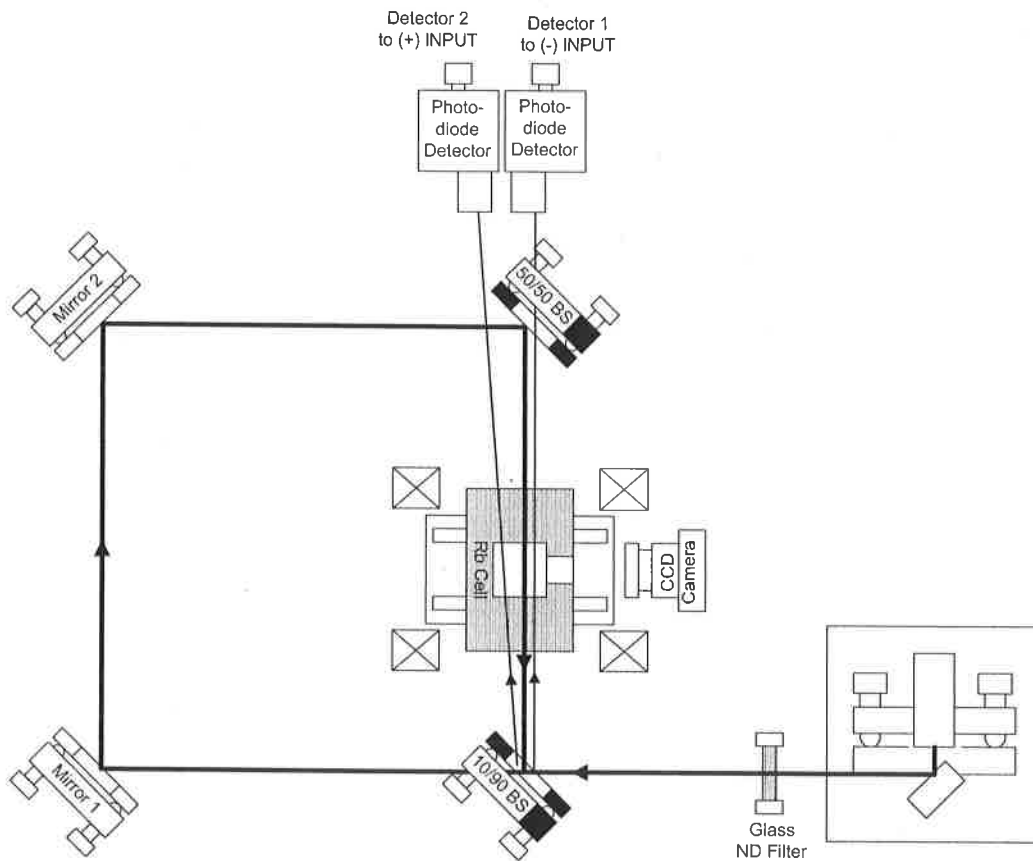 Detector 2
to (+) INPUT
Detector 1
to (-) INPUT
Photo-
diode
Detector
Photo-
diode
Detector
Mirror 2
50/50 BS
Rb Cell
CCD
Camera
Mirror 1
10/90 BS
Glass
ND Filter